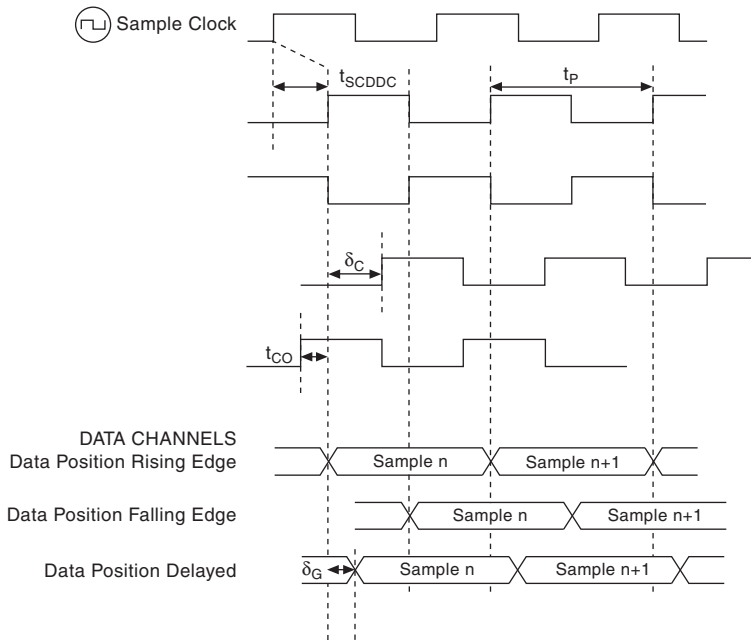 Sample Clock
tSCDDC
tP
δC
tCO
DATA CHANNELS
Data Position Rising Edge
Sample n
Sample n+1
Data Position Falling Edge
Sample n
Sample n+1
Data Position Delayed
δG
Sample n
Sample n+1